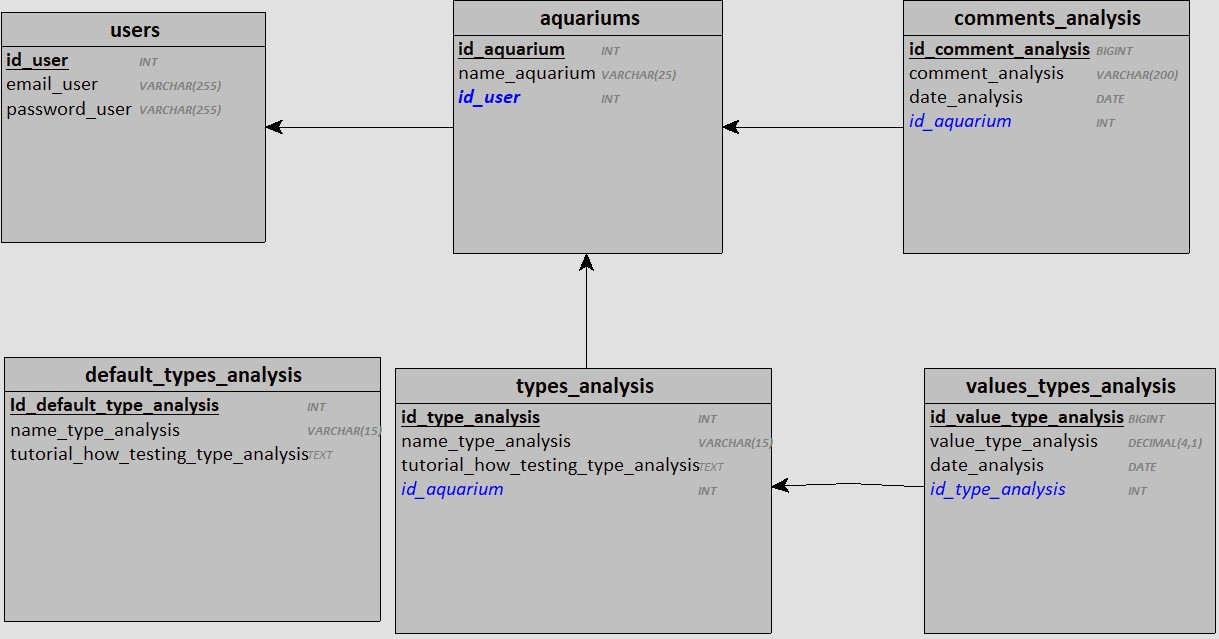 users
id_user INT
email_user VARCHAR(255)
password_user VARCHAR(255)
aquariums
id_aquarium INT
name_aquarium VARCHAR(25)
id_user INT
comments_analysis
id_comment_analysis BIGINT
comment_analysis VARCHAR(200)
date_analysis DATE
id_aquarium INT
default_types_analysis
Id_default_type_analysis INT
name_type_analysis VARCHAR(15)
tutorial_how_testing_type_analysis TEXT
types_analysis
id_type_analysis INT
name_type_analysis VARCHAR(15)
tutorial_how_testing_type_analysis TEXT
id_aquarium INT
values_types_analysis
id_value_type_analysis BIGINT
value_type_analysis DECIMAL(4,1)
date_analysis DATE
id_type_analysis INT